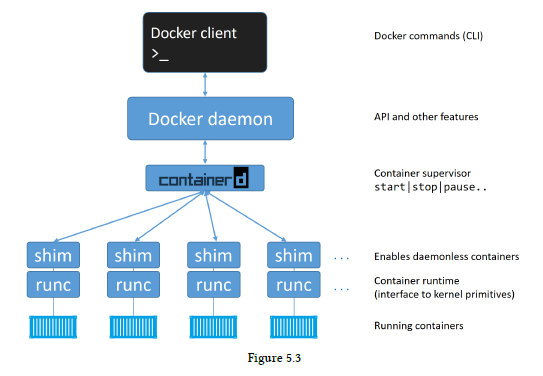 Docker client
>_
Docker commands (CLI)
Docker daemon
API and other features
containerd
Container supervisor
start|stop|pause..
shim shim shim shim ...
Enables daemonless containers
runc runc runc runc ...
Container runtime
(interface to kernel primitives)
Running containers
Figure 5.3